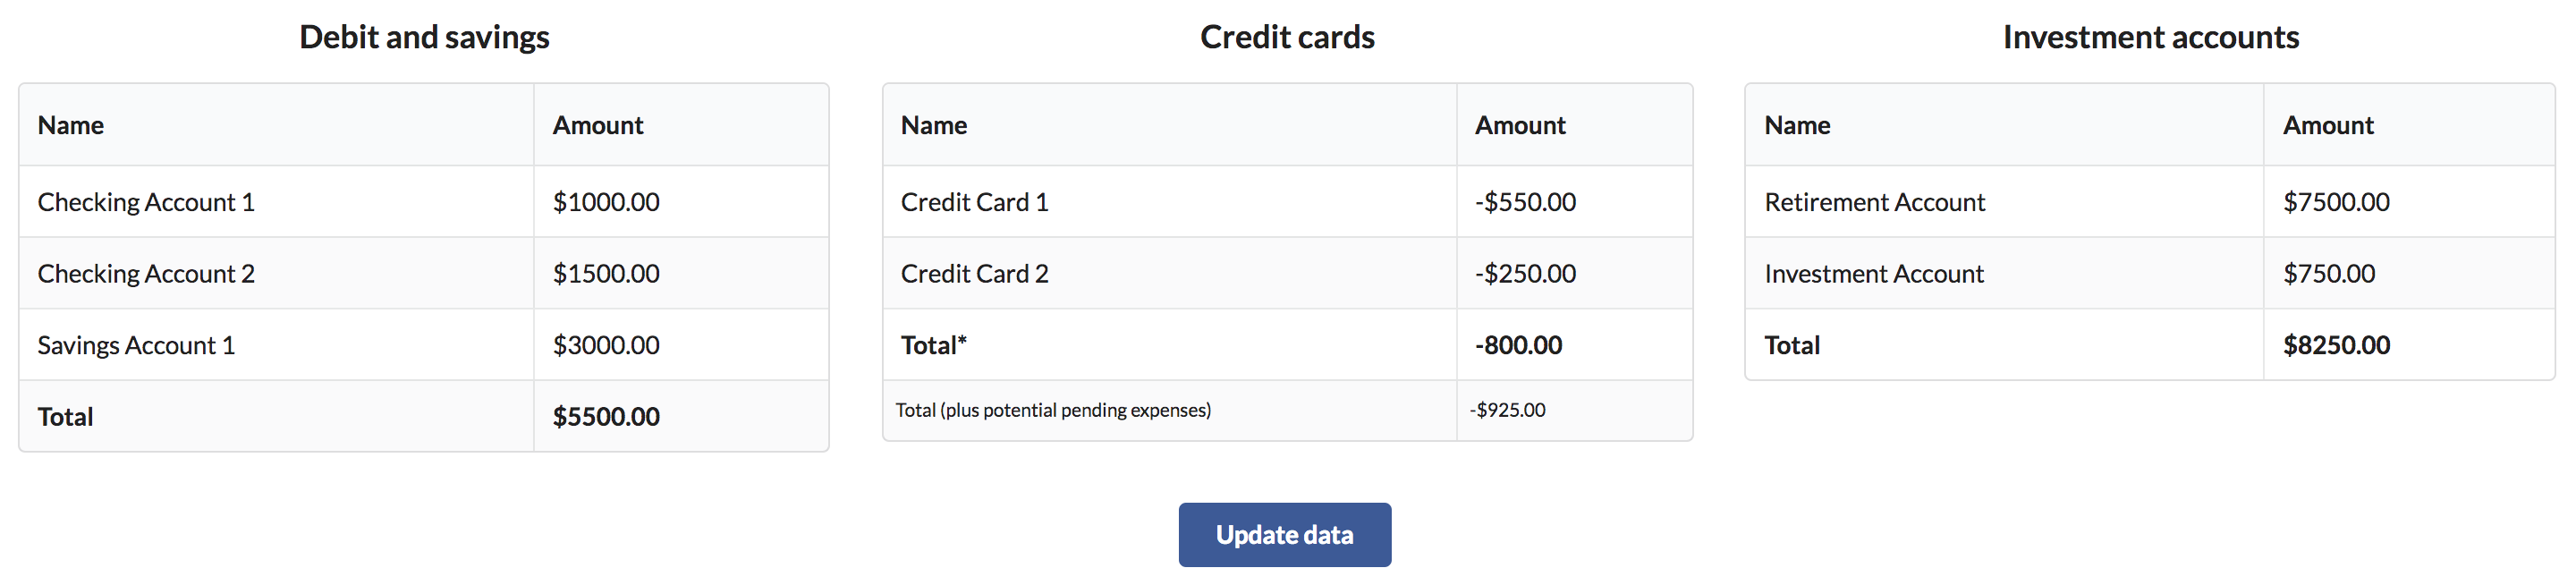 Debit and savings
Name Amount
Checking Account 1 $1000.00
Checking Account 2 $1500.00
Savings Account 1 $3000.00
Total $5500.00
Credit cards
Name Amount
Credit Card 1 -$550.00
Credit Card 2 -$250.00
Total* -800.00
Total (plus potential pending expenses) -$925.00
Investment accounts
Name Amount
Retirement Account $7500.00
Investment Account $750.00
Total $8250.00
Update data